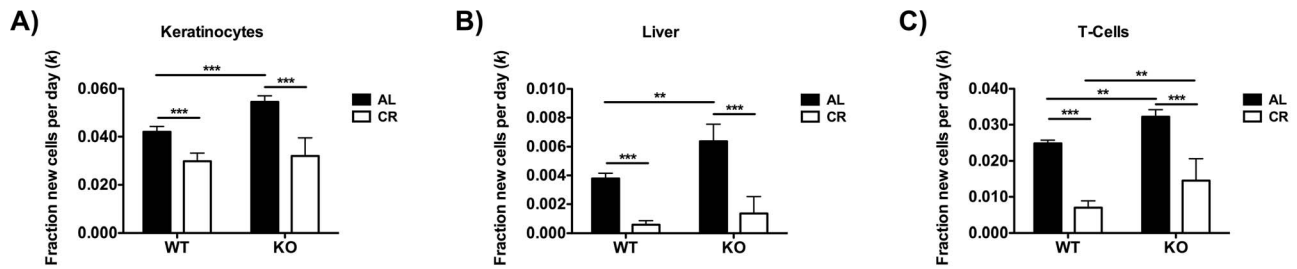 A)
Keratinocytes
Fraction new cells per day (k)
0.060
0.040
0.020
0.000
***
***
***
WT
KO
AL
CR
B)
Liver
Fraction new cells per day (k)
0.010
0.008
0.006
0.004
0.002
0.000
**
***
***
WT
KO
AL
CR
C)
T-Cells
Fraction new cells per day (k)
0.040
0.030
0.020
0.010
0.000
**
**
***
***
WT
KO
AL
CR